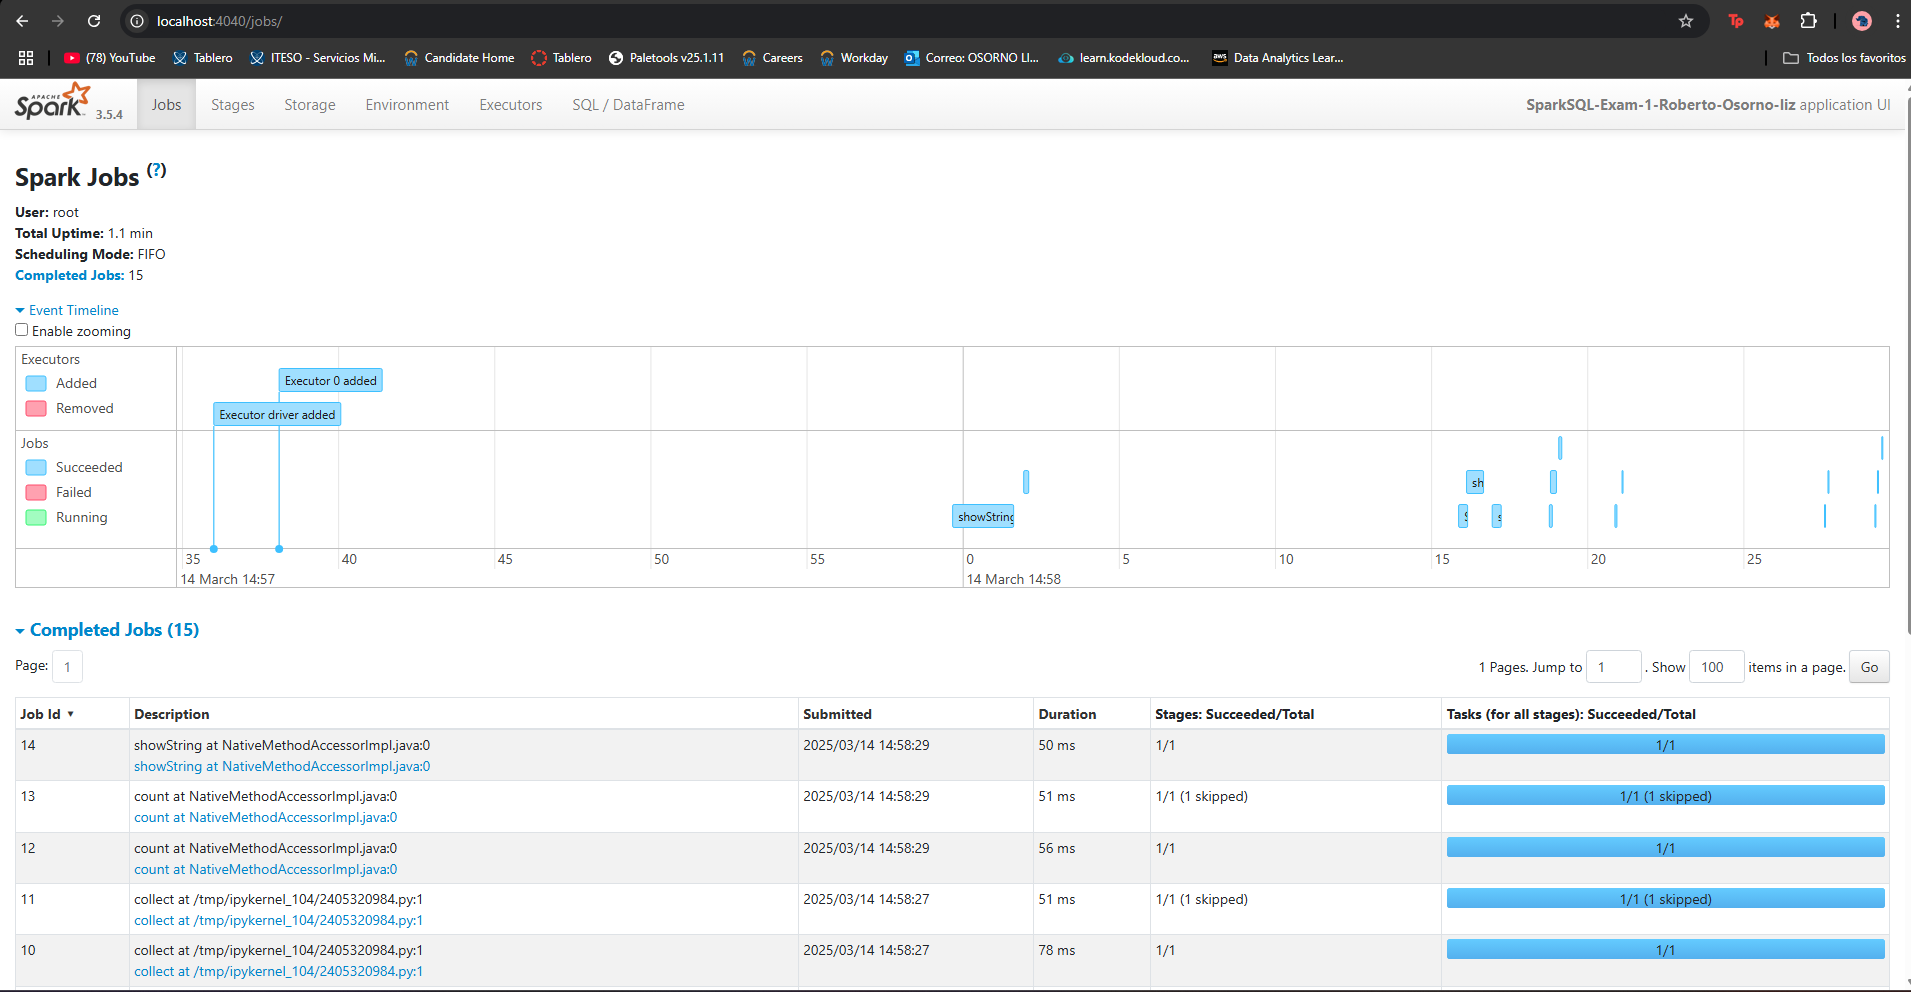 localhost:4040/jobs/
Tp
(78) YouTube
Tablero
ITESO - Servicios Mi...
Candidate Home
Tablero
Paletools v25.1.11
Careers
Workday
Correo: OSORNO LI...
learn.kodekloud.co...
aws
Data Analytics Lear...
Todos los favoritos
APACHE
Spark 3.5.4
Jobs
Stages
Storage
Environment
Executors
SQL / DataFrame
SparkSQL-Exam-1-Roberto-Osorno-liz application UI
Spark Jobs (?)
User: root
Total Uptime: 1.1 min
Scheduling Mode: FIFO
Completed Jobs: 15
Event Timeline
Enable zooming
Executors
Added
Removed
Executor 0 added
Executor driver added
Jobs
Succeeded
Failed
Running
sh
showString
s
35 40 45 50 55 0 5 10 15 20 25
14 March 14:57 14 March 14:58
Completed Jobs (15)
Page: 1
1 Pages. Jump to 1 . Show 100 items in a page. Go
Job Id ▾ Description Submitted Duration Stages: Succeeded/Total Tasks (for all stages): Succeeded/Total
14 showString at NativeMethodAccessorImpl.java:0 2025/03/14 14:58:29 50 ms 1/1 1/1
showString at NativeMethodAccessorImpl.java:0
13 count at NativeMethodAccessorImpl.java:0 2025/03/14 14:58:29 51 ms 1/1 (1 skipped) 1/1 (1 skipped)
count at NativeMethodAccessorImpl.java:0
12 count at NativeMethodAccessorImpl.java:0 2025/03/14 14:58:29 56 ms 1/1 1/1
count at NativeMethodAccessorImpl.java:0
11 collect at /tmp/ipykernel_104/2405320984.py:1 2025/03/14 14:58:27 51 ms 1/1 (1 skipped) 1/1 (1 skipped)
collect at /tmp/ipykernel_104/2405320984.py:1
10 collect at /tmp/ipykernel_104/2405320984.py:1 2025/03/14 14:58:27 78 ms 1/1 1/1
collect at /tmp/ipykernel_104/2405320984.py:1